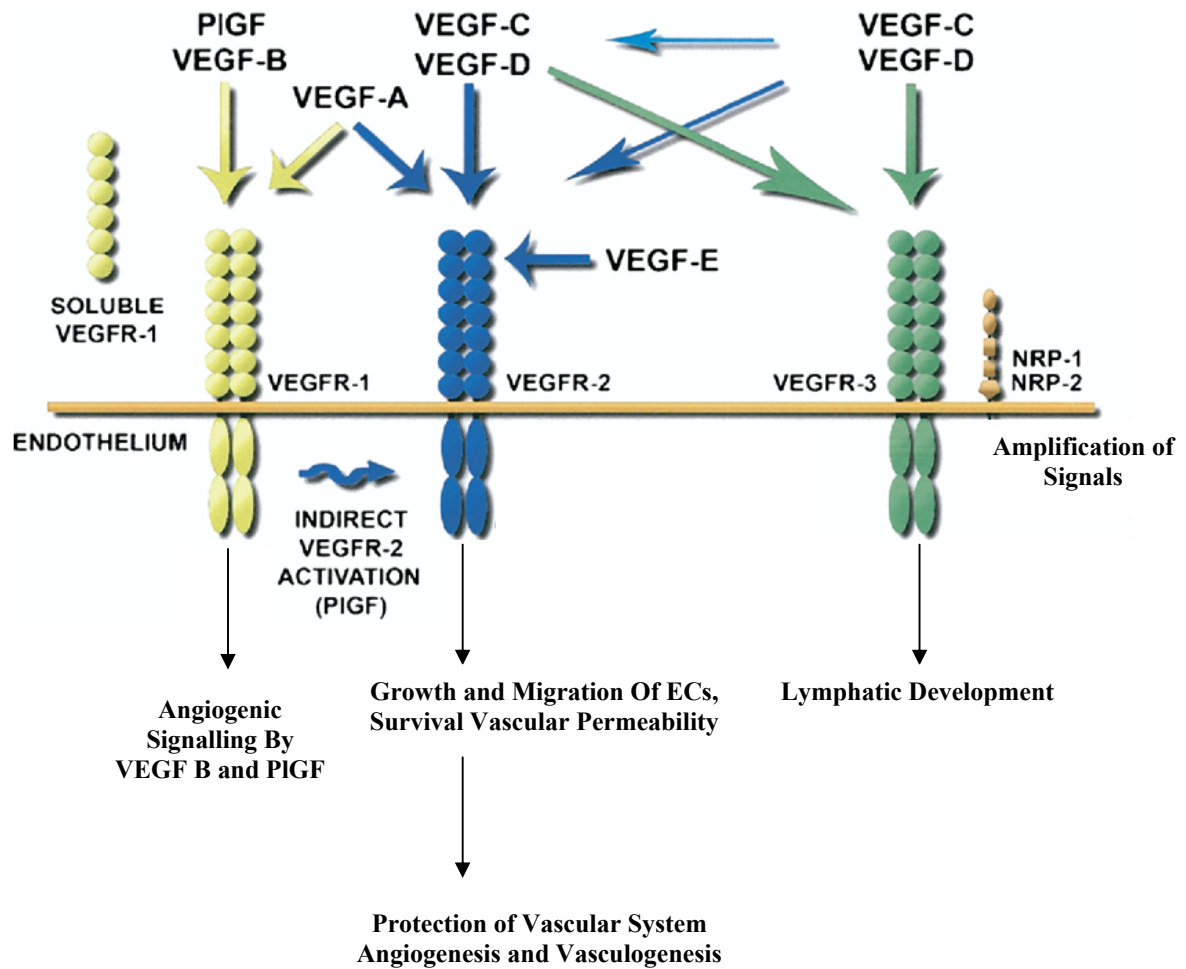 PlGF
VEGF-B
VEGF-C
VEGF-D
VEGF-C
VEGF-D
VEGF-A
VEGF-E
SOLUBLE
VEGFR-1
VEGFR-1
VEGFR-2
VEGFR-3
NRP-1
NRP-2
ENDOTHELIUM
Amplification of
Signals
INDIRECT
VEGFR-2
ACTIVATION
(PlGF)
Angiogenic
Signalling By
VEGF B and PlGF
Growth and Migration Of ECs,
Survival Vascular Permeability
Lymphatic Development
Protection of Vascular System
Angiogenesis and Vasculogenesis